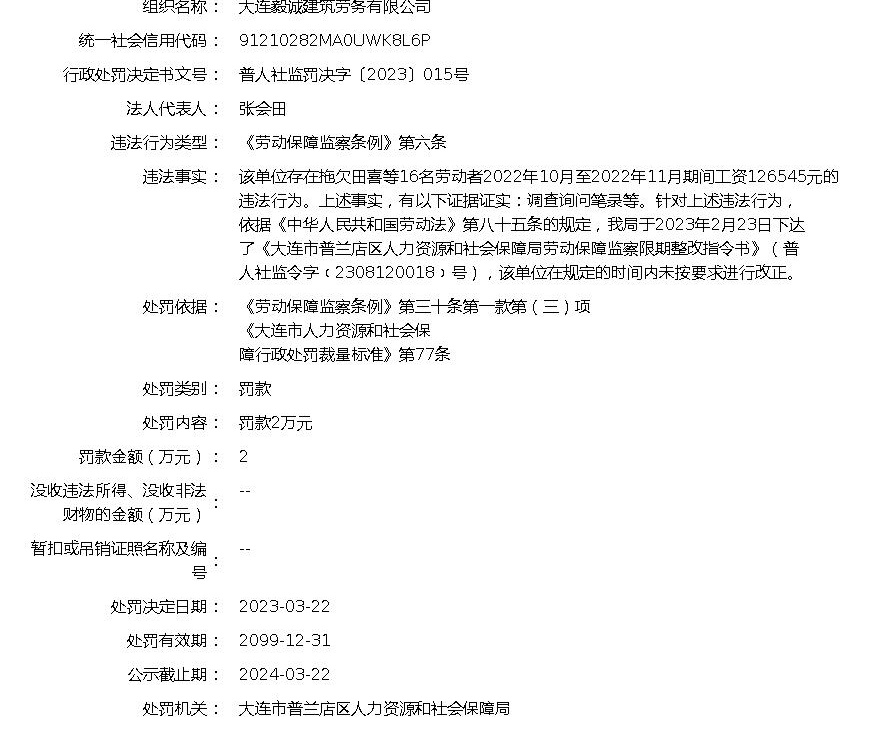 组织名称： 大连毅诚建筑劳务有限公司
统一社会信用代码： 91210282MA0UWK8L6P
行政处罚决定书文号： 普人社监罚决字〔2023〕015号
法人代表人： 张会田
违法行为类型： 《劳动保障监察条例》第六条
违法事实： 该单位存在拖欠田喜等16名劳动者2022年10月至2022年11月期间工资126545元的
违法行为。上述事实，有以下证据证实：调查询问笔录等。针对上述违法行为，
依据《中华人民共和国劳动法》第八十五条的规定，我局于2023年2月23日下达
了《大连市普兰店区人力资源和社会保障局劳动保障监察限期整改指令书》（普
人社监令字﹝2308120018﹞号），该单位在规定的时间内未按要求进行改正。
处罚依据： 《劳动保障监察条例》第三十条第一款第（三）项
《大连市人力资源和社会保
障行政处罚裁量标准》第77条
处罚类别： 罚款
处罚内容： 罚款2万元
罚款金额（万元）： 2
没收违法所得、没收非法
财物的金额（万元）： --
暂扣或吊销证照名称及编
号： --
处罚决定日期： 2023-03-22
处罚有效期： 2099-12-31
公示截止期： 2024-03-22
处罚机关： 大连市普兰店区人力资源和社会保障局